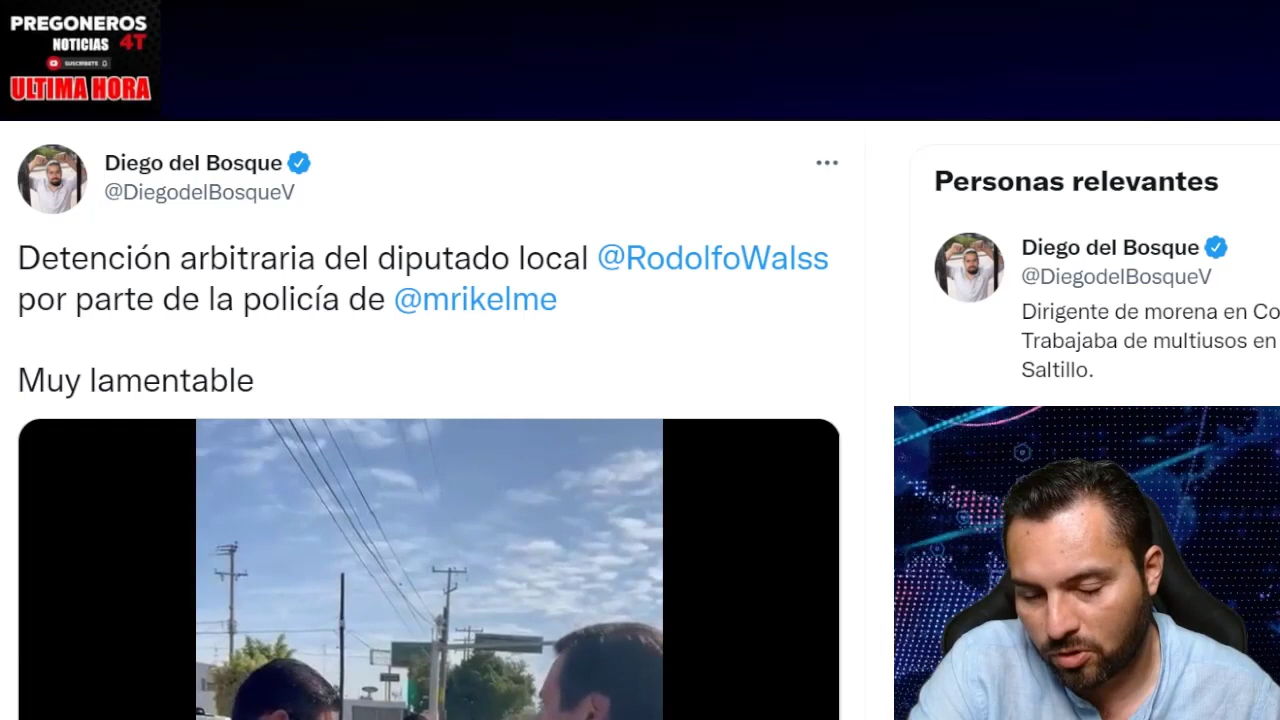 PREGONEROS
NOTICIAS 4T
SUSCRIBETE
ULTIMA HORA
Diego del Bosque
@DiegodelBosqueV
Detención arbitraria del diputado local @RodolfoWalss
por parte de la policía de @mrikelme
Muy lamentable
Personas relevantes
Diego del Bosque
@DiegodelBosqueV
Dirigente de morena en Co
Trabajaba de multiusos en
Saltillo.